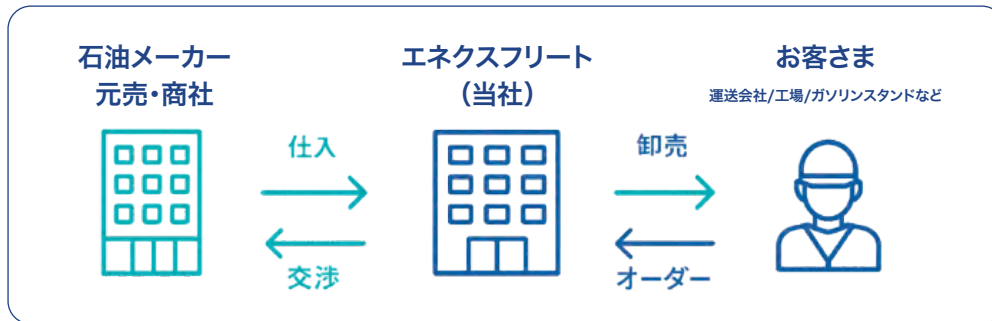 石油メーカー
元売・商社
エネクスフリート
（当社）
お客さま
運送会社/工場/ガソリンスタンドなど
仕入
交渉
卸売
オーダー